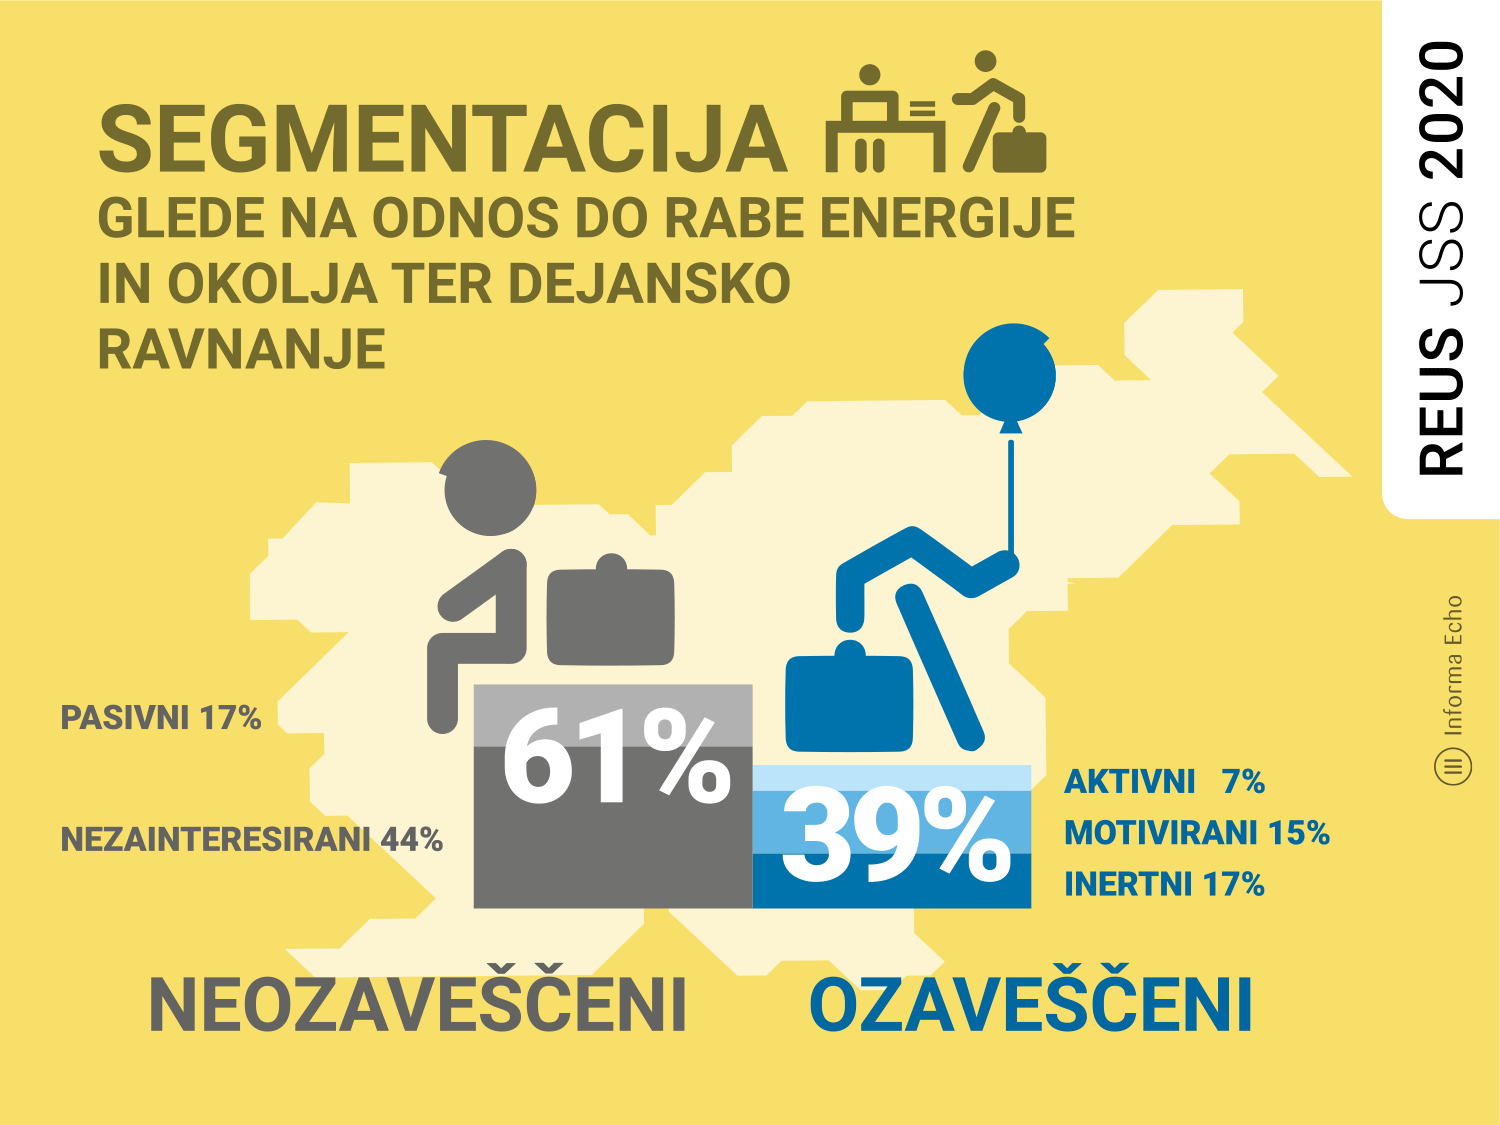 SEGMENTACIJA
GLEDE NA ODNOS DO RABE ENERGIJE
IN OKOLJA TER DEJANSKO
RAVNANJE
REUS JSS 2020
Informa Echo
PASIVNI 17%
NEZAINTERESIRANI 44%
61%
39%
AKTIVNI 7%
MOTIVIRANI 15%
INERTNI 17%
NEOZAVEŠČENI
OZAVEŠČENI